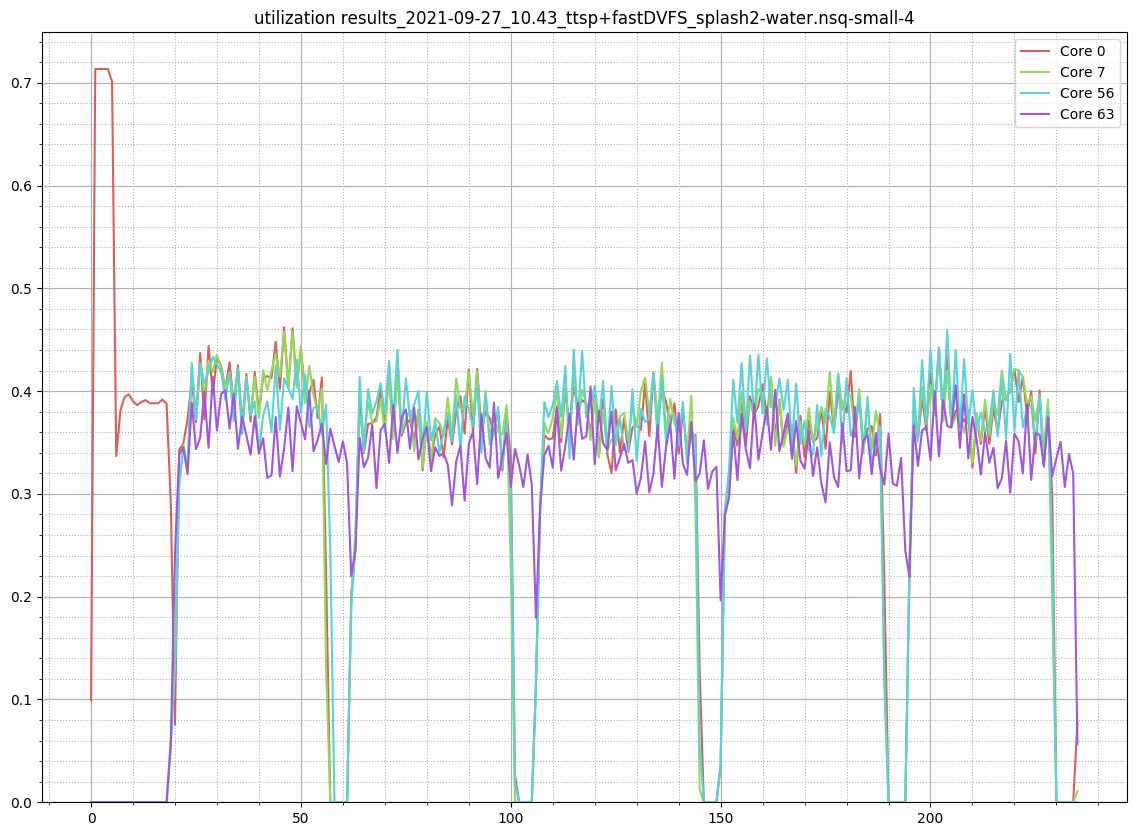 utilization results_2021-09-27_10.43_ttsp+fastDVFS_splash2-water.nsq-small-4
Core 0
Core 7
Core 56
Core 63
0.7
0.6
0.5
0.4
0.3
0.2
0.1
0.0
0
50
100
150
200